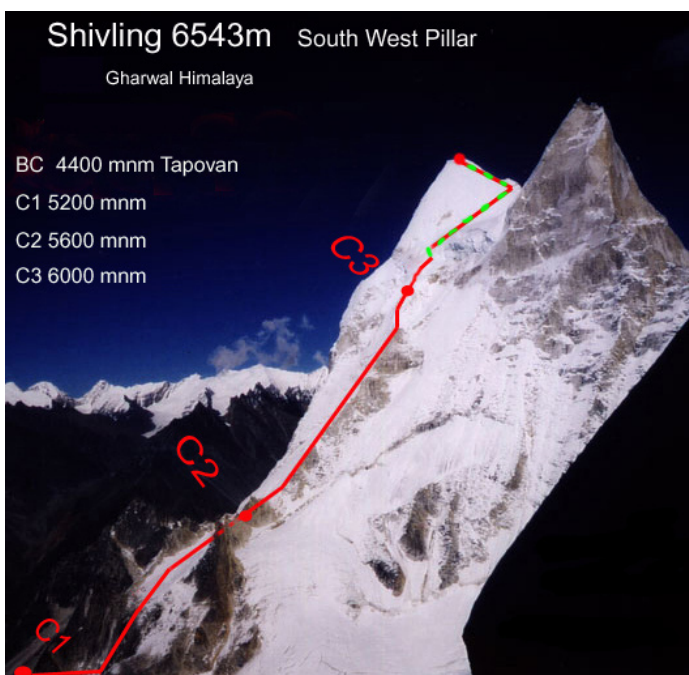 Shivling 6543m South West Pillar
Gharwal Himalaya
BC 4400 mnm Tapovan
C1 5200 mnm
C2 5600 mnm
C3 6000 mnm
C3
C2
C1